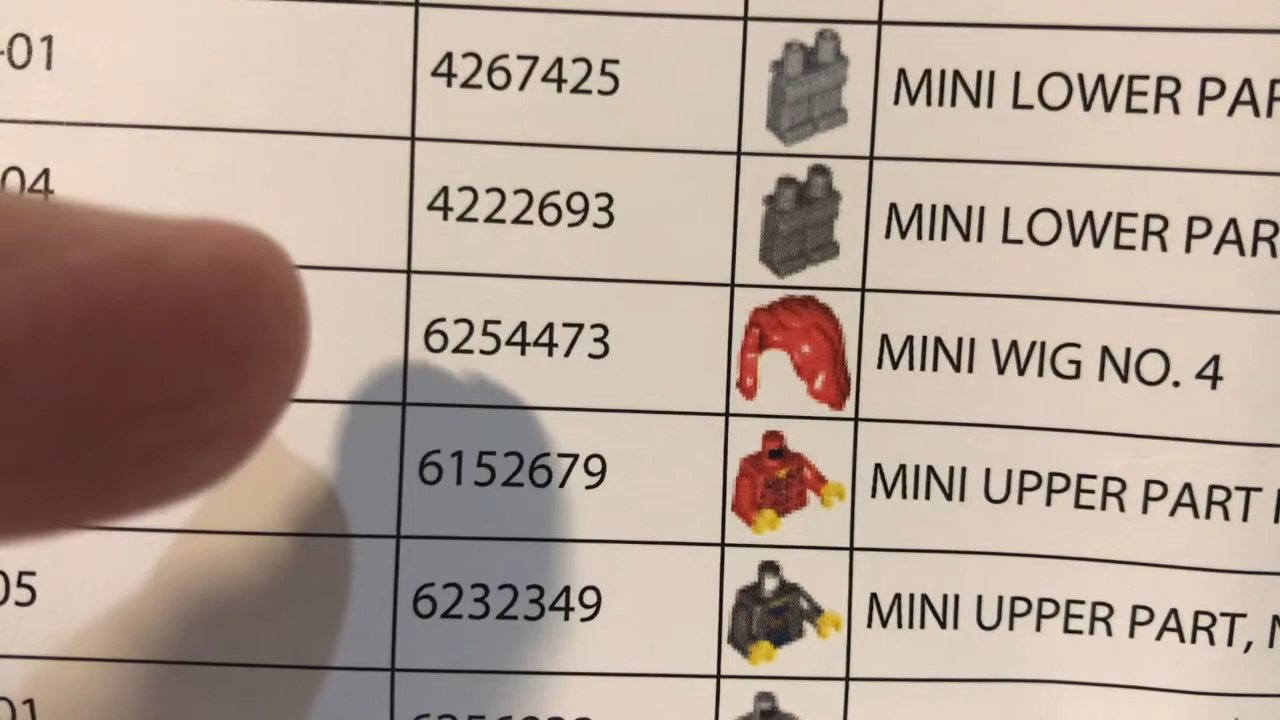 -01 4267425 MINI LOWER PAR
04 4222693 MINI LOWER PAR
6254473 MINI WIG NO. 4
6152679 MINI UPPER PART
05 6232349 MINI UPPER PART,
01